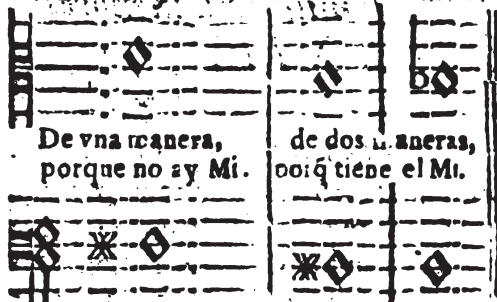 De vna manera,
de dos maneras,
porque no ay Mi.
porq̃ tiene el Mi.